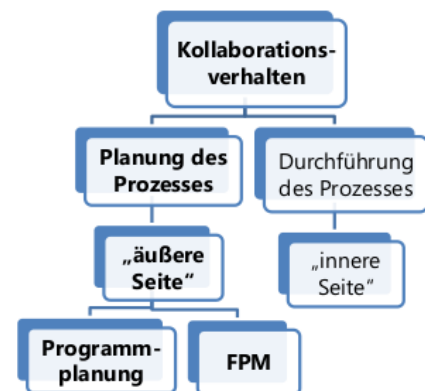 Kollaborations-
verhalten
Planung des
Prozesses
Durchführung
des Prozesses
„äußere
Seite“
„innere
Seite“
Programm-
planung
FPM